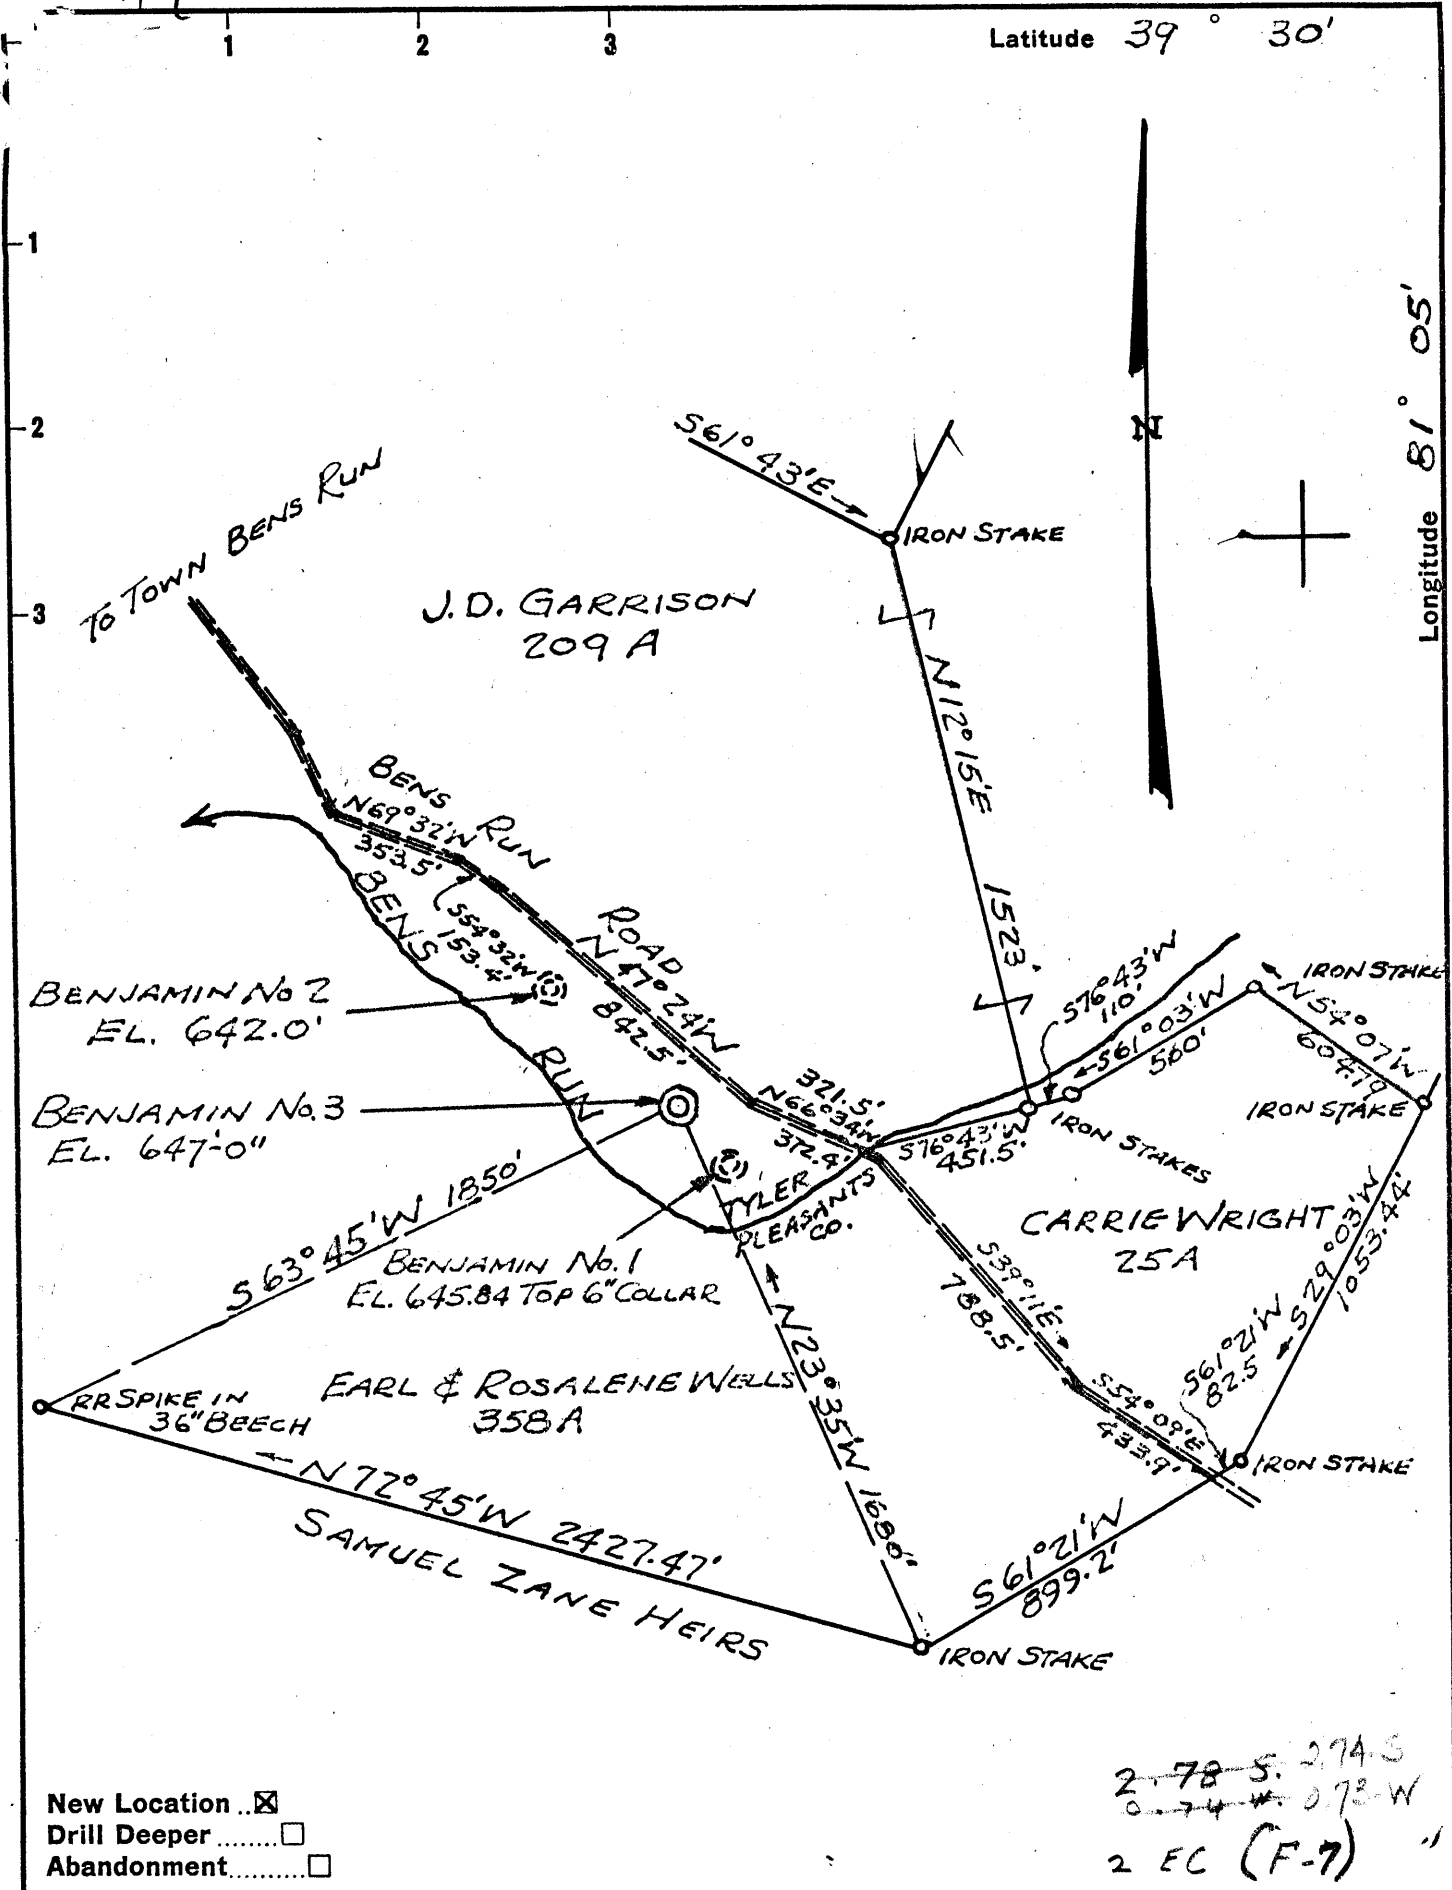 1 2 3 Latitude 39° 30'
1
2
3
Longitude 81° 05'
N
S61°43'E
IRON STAKE
TO TOWN BENS RUN
J.D. GARRISON
209 A
N12°15'E 1523'
BENS RUN ROAD
N69°32'W
353.5'
S54°32'W
153.4'
N47°24'W
842.5'
BENS RUN
BENJAMIN No 2
EL. 642.0'
BENJAMIN No. 3
EL. 647'-0"
321.5'
N66°34'W
372.4'
S76°43'W
110'
S61°03'W
560'
IRON STAKE
N54°07'W
604.79
IRON STAKE
S76°43'W
451.5'
IRON STAKES
TYLER
PLEASANTS
CO.
CARRIE WRIGHT
25A
S29°03'W
1053.44'
S63°45'W 1850'
BENJAMIN No. 1
EL. 645.84 TOP 6" COLLAR
S39°11'E
788.5'
S61°21'W
82.5
N23°35'W 1680'
EARL & ROSALENE WELLS
358A
RR SPIKE IN
36" BEECH
S54°09'E
433.9'
IRON STAKE
N72°45'W 2427.47'
SAMUEL ZANE HEIRS
S61°21'W
899.2'
IRON STAKE
2.78 S. 2.74 S
0.74 W. 0.73 W
2 EC (F-7)
New Location ..☒
Drill Deeper ........☐
Abandonment..........☐